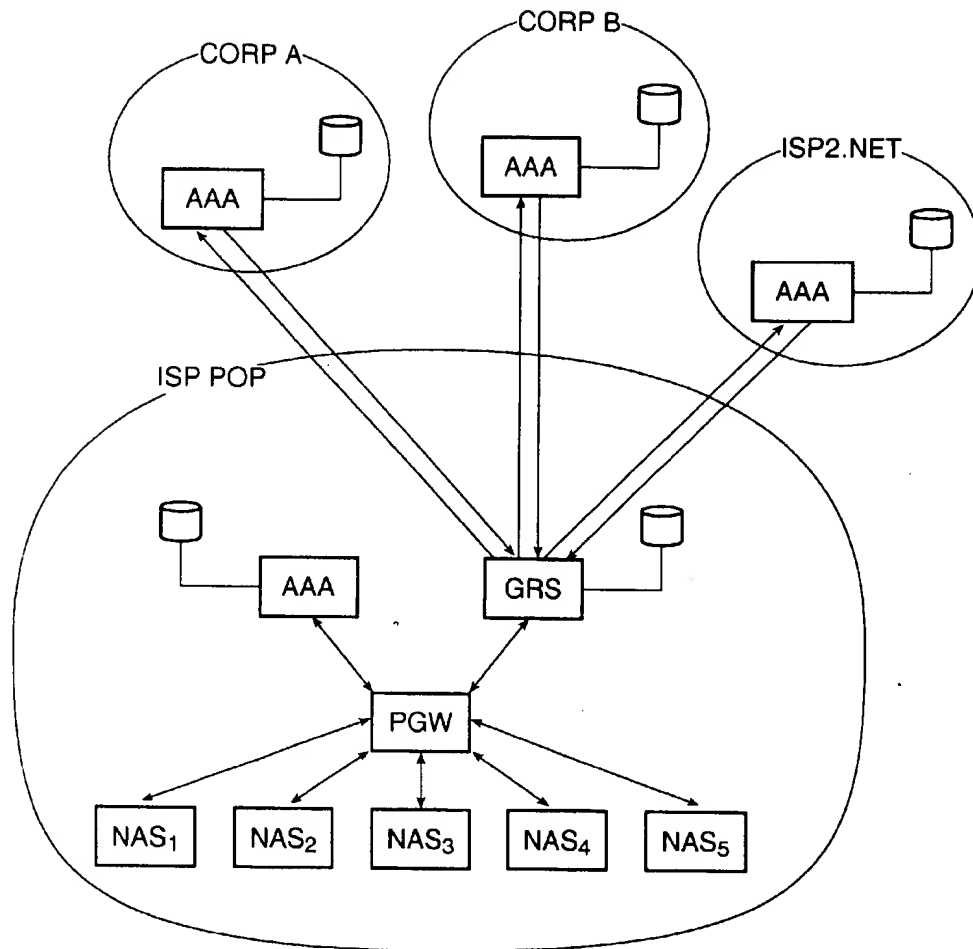 CORP B
CORP A
AAA
AAA
ISP2.NET
AAA
ISP POP
AAA
GRS
PGW
NAS₁
NAS₂
NAS₃
NAS₄
NAS₅